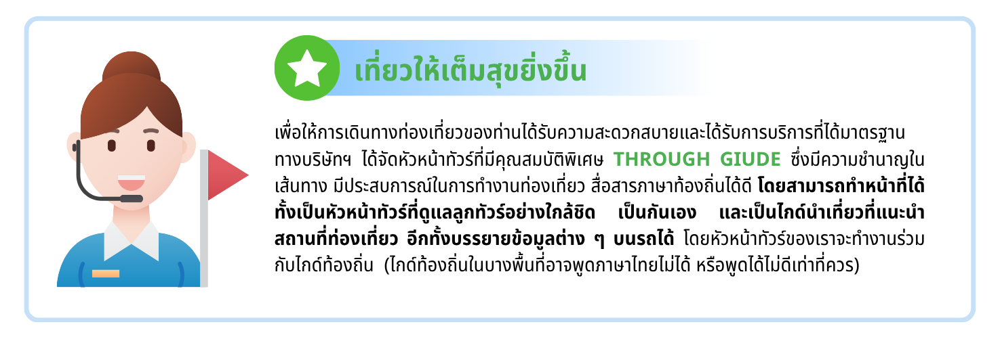 เที่ยวให้เต็มสุขยิ่งขึ้น
เพื่อให้การเดินทางท่องเที่ยวของท่านได้รับความสะดวกสบายและได้รับการบริการที่ได้มาตรฐาน
ทางบริษัทฯ ได้จัดหัวหน้าทัวร์ที่มีคุณสมบัติพิเศษ THROUGH GIUDE ซึ่งมีความชำนาญใน
เส้นทาง มีประสบการณ์ในการทำงานท่องเที่ยว สื่อสารภาษาท้องถิ่นได้ดี โดยสามารถทำหน้าที่ได้
ทั้งเป็นหัวหน้าทัวร์ที่ดูแลลูกทัวร์อย่างใกล้ชิด เป็นกันเอง และเป็นไกด์นำเที่ยวที่แนะนำ
สถานที่ท่องเที่ยว อีกทั้งบรรยายข้อมูลต่าง ๆ บนรถได้ โดยหัวหน้าทัวร์ของเราจะทำงานร่วม
กับไกด์ท้องถิ่น (ไกด์ท้องถิ่นในบางพื้นที่อาจพูดภาษาไทยไม่ได้ หรือพูดได้ไม่ดีเท่าที่ควร)